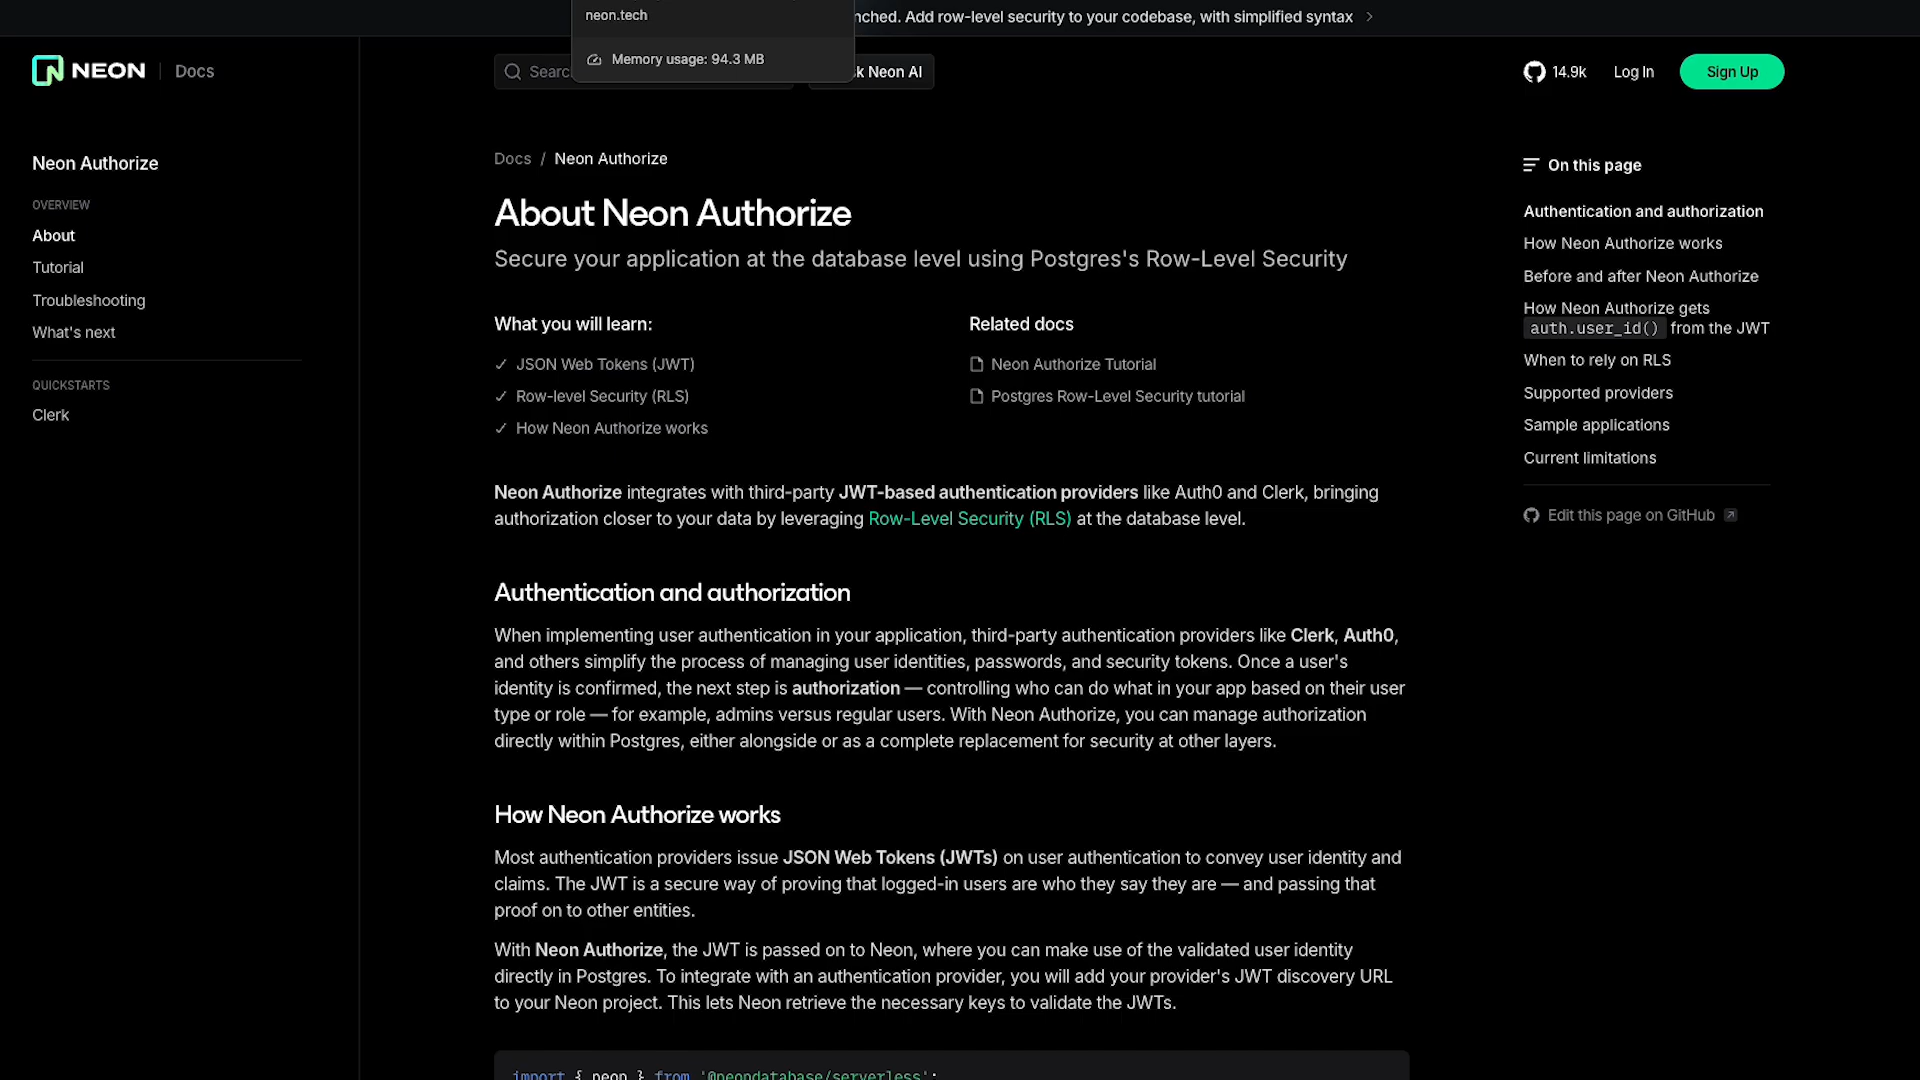 neon.tech
nched. Add row-level security to your codebase, with simplified syntax
Memory usage: 94.3 MB
NEON
Docs
Searc
k Neon AI
14.9k
Log In
Sign Up
Neon Authorize
OVERVIEW
About
Tutorial
Troubleshooting
What's next
QUICKSTARTS
Clerk
Docs / Neon Authorize
About Neon Authorize
Secure your application at the database level using Postgres's Row-Level Security
What you will learn:
JSON Web Tokens (JWT)
Row-level Security (RLS)
How Neon Authorize works
Related docs
Neon Authorize Tutorial
Postgres Row-Level Security tutorial
Neon Authorize integrates with third-party JWT-based authentication providers like Auth0 and Clerk, bringing
authorization closer to your data by leveraging Row-Level Security (RLS) at the database level.
Authentication and authorization
When implementing user authentication in your application, third-party authentication providers like Clerk, Auth0,
and others simplify the process of managing user identities, passwords, and security tokens. Once a user's
identity is confirmed, the next step is authorization — controlling who can do what in your app based on their user
type or role — for example, admins versus regular users. With Neon Authorize, you can manage authorization
directly within Postgres, either alongside or as a complete replacement for security at other layers.
How Neon Authorize works
Most authentication providers issue JSON Web Tokens (JWTs) on user authentication to convey user identity and
claims. The JWT is a secure way of proving that logged-in users are who they say they are — and passing that
proof on to other entities.
With Neon Authorize, the JWT is passed on to Neon, where you can make use of the validated user identity
directly in Postgres. To integrate with an authentication provider, you will add your provider's JWT discovery URL
to your Neon project. This lets Neon retrieve the necessary keys to validate the JWTs.
import { neon } from '@neondatabase/serverless';
On this page
Authentication and authorization
How Neon Authorize works
Before and after Neon Authorize
How Neon Authorize gets
auth.user_id() from the JWT
When to rely on RLS
Supported providers
Sample applications
Current limitations
Edit this page on GitHub